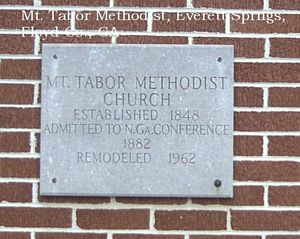 Mt. Tabor Methodist, Everett Springs,
Floyd Co., GA
MT. TABOR METHODIST
CHURCH
ESTABLISHED 1848
ADMITTED TO N.GA.CONFERENCE
1882
REMODELED 1962